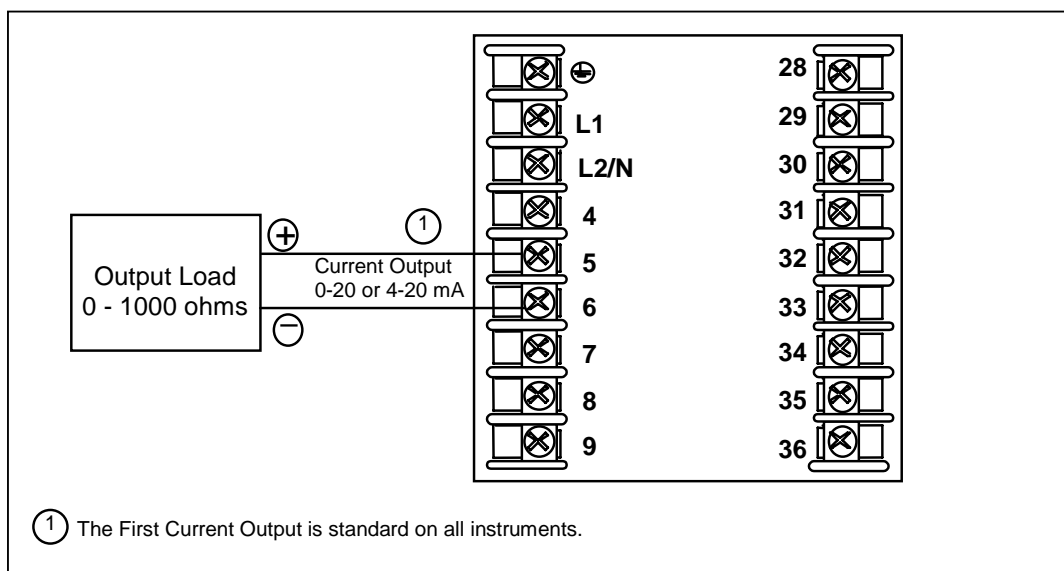 28
L1
29
L2/N
30
4
31
1
5
32
Output Load
0 - 1000 ohms
+
Current Output
0-20 or 4-20 mA
−
6
33
7
34
8
35
9
36
1 The First Current Output is standard on all instruments.